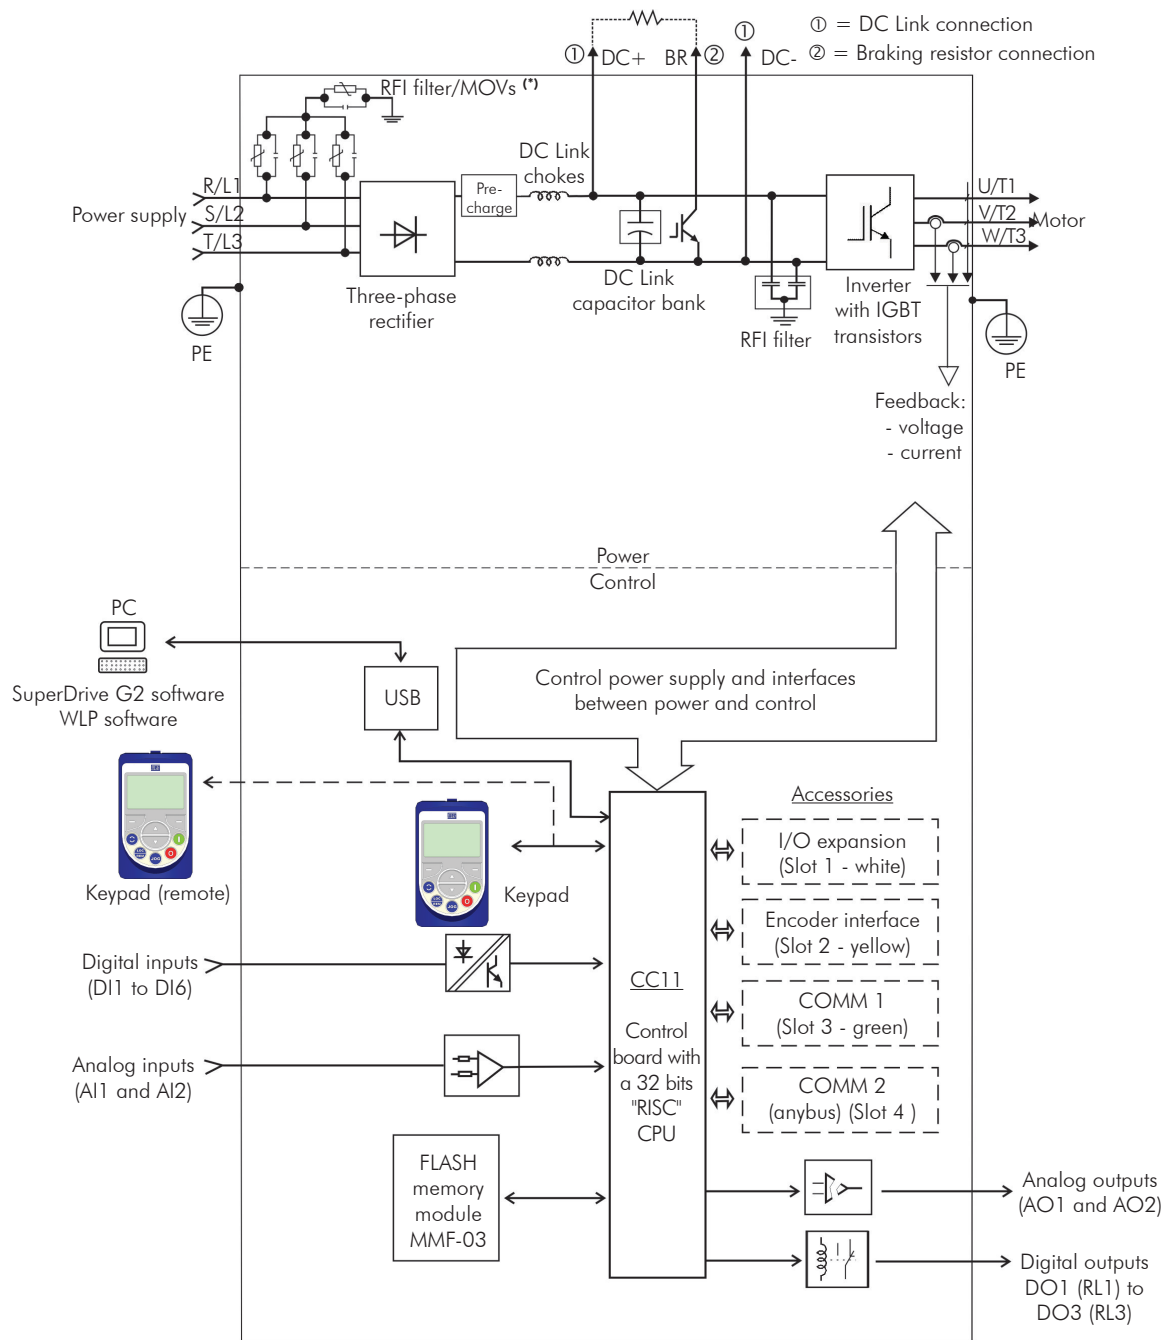 ① = DC Link connection
② = Braking resistor connection
① DC+ BR ② ① DC-
RFI filter/MOVs (*)
DC Link
chokes
Pre-
charge
R/L1
Power supply S/L2
T/L3
U/T1
V/T2 Motor
W/T3
Three-phase
rectifier
DC Link
capacitor bank
RFI filter
Inverter
with IGBT
transistors
PE
PE
Feedback:
- voltage
- current
Power
Control
PC
SuperDrive G2 software
WLP software
USB
Control power supply and interfaces
between power and control
Keypad (remote)
Keypad
Accessories
I/O expansion
(Slot 1 - white)
Encoder interface
(Slot 2 - yellow)
COMM 1
(Slot 3 - green)
COMM 2
(anybus) (Slot 4 )
Digital inputs
(DI1 to DI6)
Analog inputs
(AI1 and AI2)
CC11
Control
board with
a 32 bits
"RISC"
CPU
FLASH
memory
module
MMF-03
Analog outputs
(AO1 and AO2)
Digital outputs
DO1 (RL1) to
DO3 (RL3)